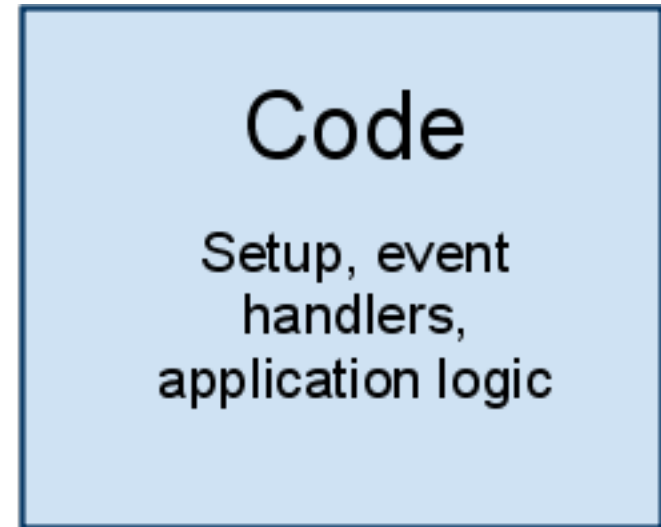 Code
Setup, event
handlers,
application logic